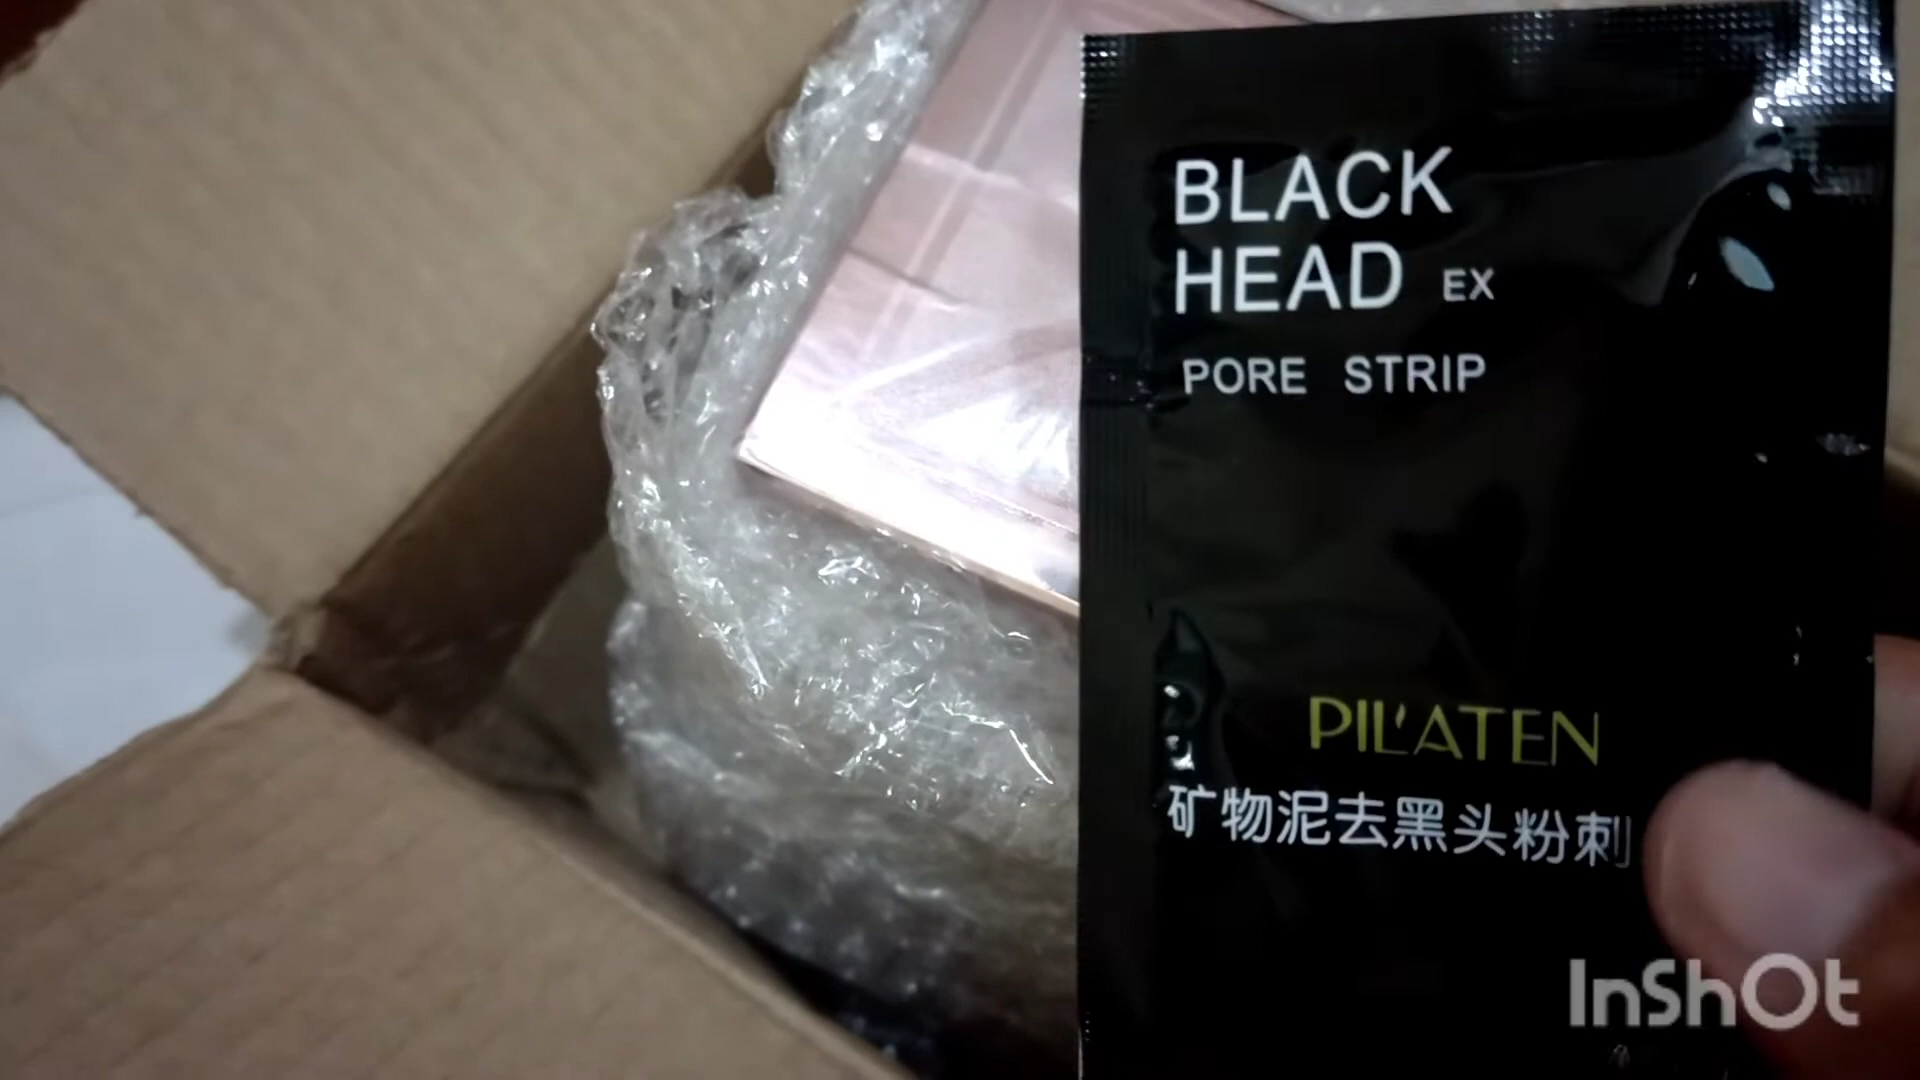 BLACK
HEAD EX
PORE STRIP
PIL'ATEN
矿物泥去黑头粉刺
InShOt